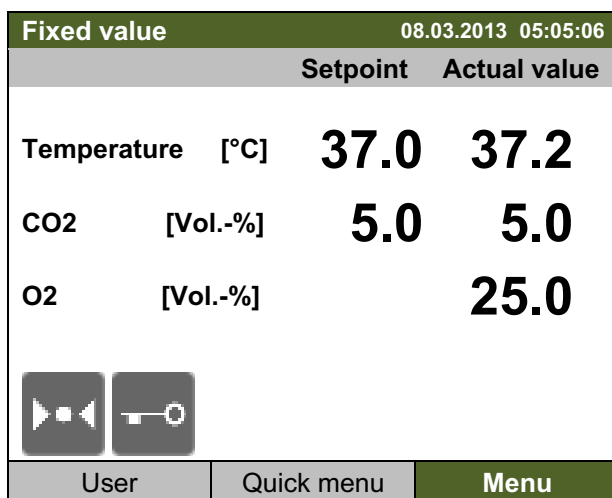 Fixed value 08.03.2013 05:05:06
Setpoint Actual value
Temperature [°C] 37.0 37.2
CO2 [Vol.-%] 5.0 5.0
O2 [Vol.-%] 25.0
User Quick menu Menu